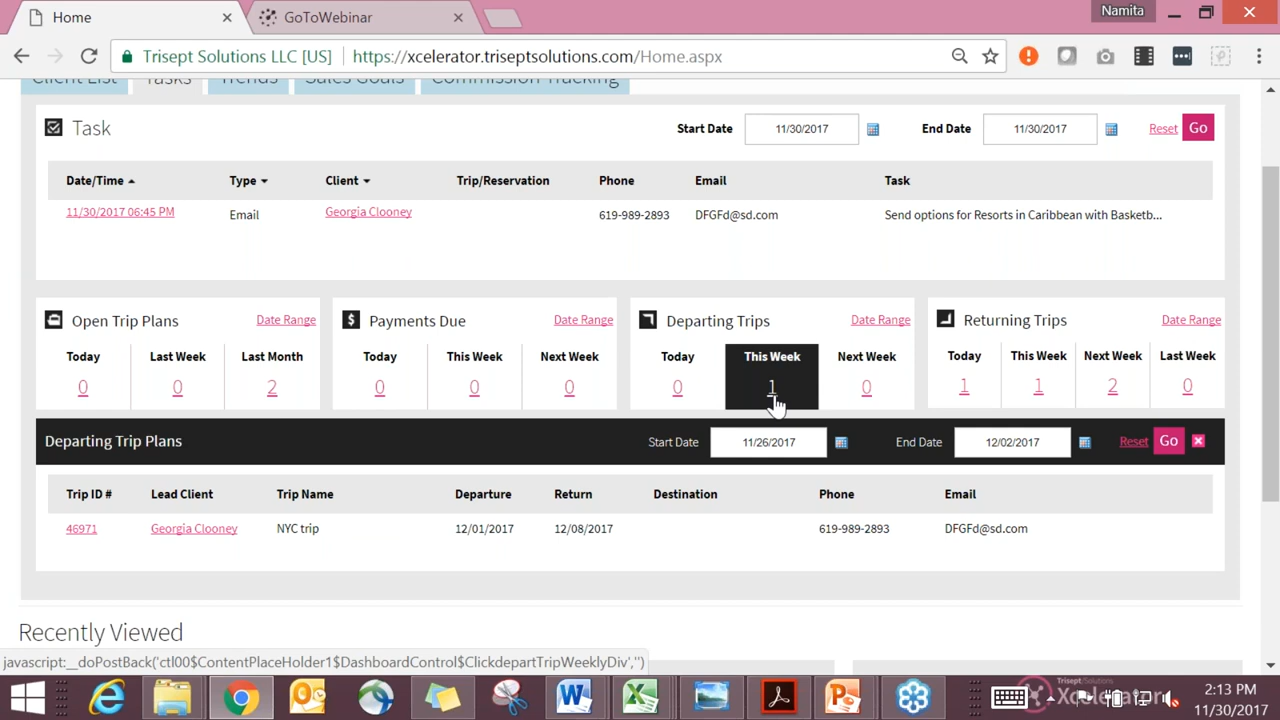 Home
GoToWebinar
Namita
Trisept Solutions LLC [US]
https://xcelerator.triseptsolutions.com/Home.aspx
Client List
Tasks
Trends
Sales Goals
Commission Tracking
Task
Start Date 11/30/2017
End Date 11/30/2017
Reset Go
Date/Time Type Client Trip/Reservation Phone Email Task
11/30/2017 06:45 PM Email Georgia Clooney 619-989-2893 DFGFd@sd.com Send options for Resorts in Caribbean with Basketb...
Open Trip Plans Date Range
Today Last Week Last Month
0 0 2
Payments Due Date Range
Today This Week Next Week
0 0 0
Departing Trips Date Range
Today This Week Next Week
0 1 0
Returning Trips Date Range
Today This Week Next Week Last Week
1 1 2 0
Departing Trip Plans Start Date 11/26/2017 End Date 12/02/2017 Reset Go
Trip ID # Lead Client Trip Name Departure Return Destination Phone Email
46971 Georgia Clooney NYC trip 12/01/2017 12/08/2017 619-989-2893 DFGFd@sd.com
Recently Viewed
javascript:__doPostBack('ctl00$ContentPlaceHolder1$DashboardControl$ClickdepartTripWeeklyDiv','')
Trisept Solutions
Xcelerator
2:13 PM
11/30/2017